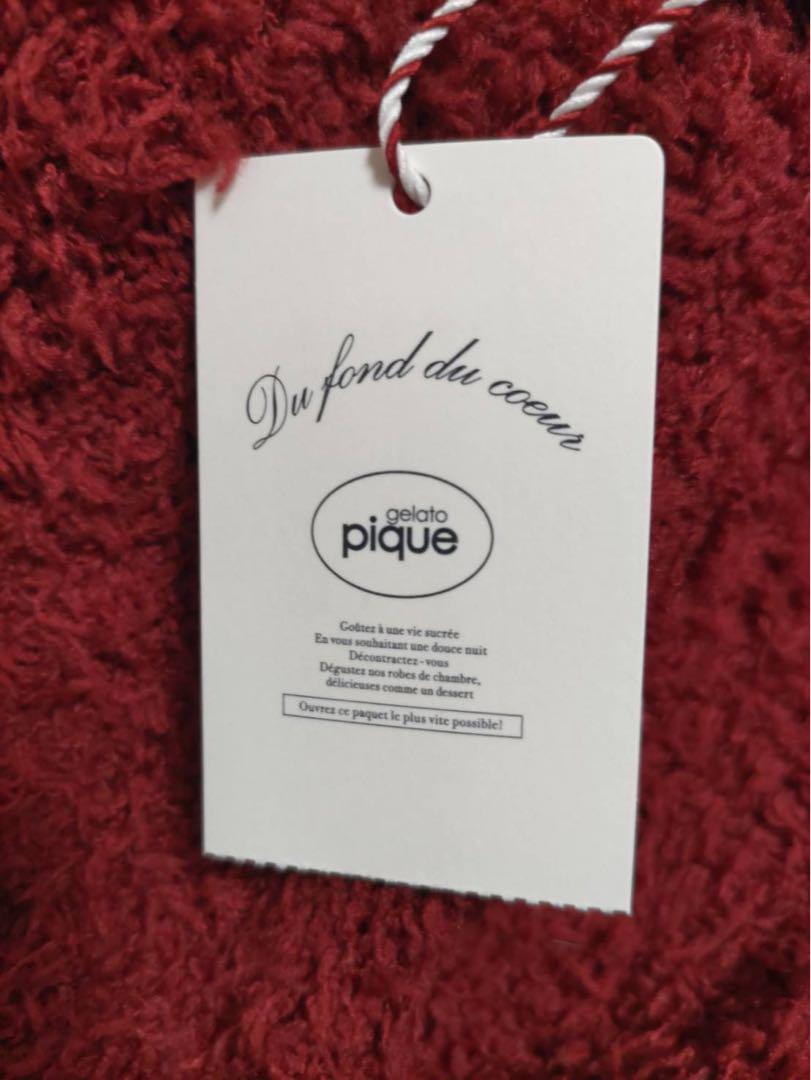 Du fond du coeur
gelato
pique
Goûtez à une vie sucrée
En vous souhaitant une douce nuit
Décontractez-vous
Dégustez nos robes de chambre,
délicieuses comme un dessert
Ouvrez ce paquet le plus vite possible!